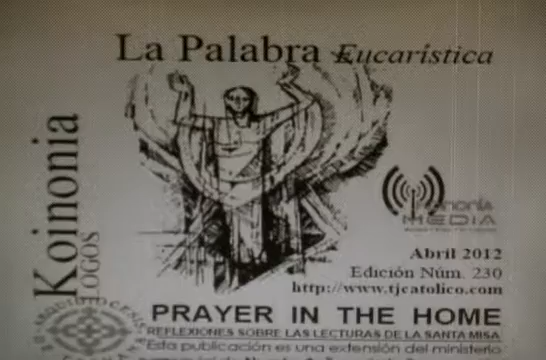 La Palabra Eucarística
Koinonia
LOGOS
MEDIA
Abril 2012
Edición Núm. 230
http://www.tjcatolico.com
PRAYER IN THE HOME
REFLEXIONES SOBRE LAS LECTURAS DE LA SANTA MISA
Esta publicación es una extensión del ministerio